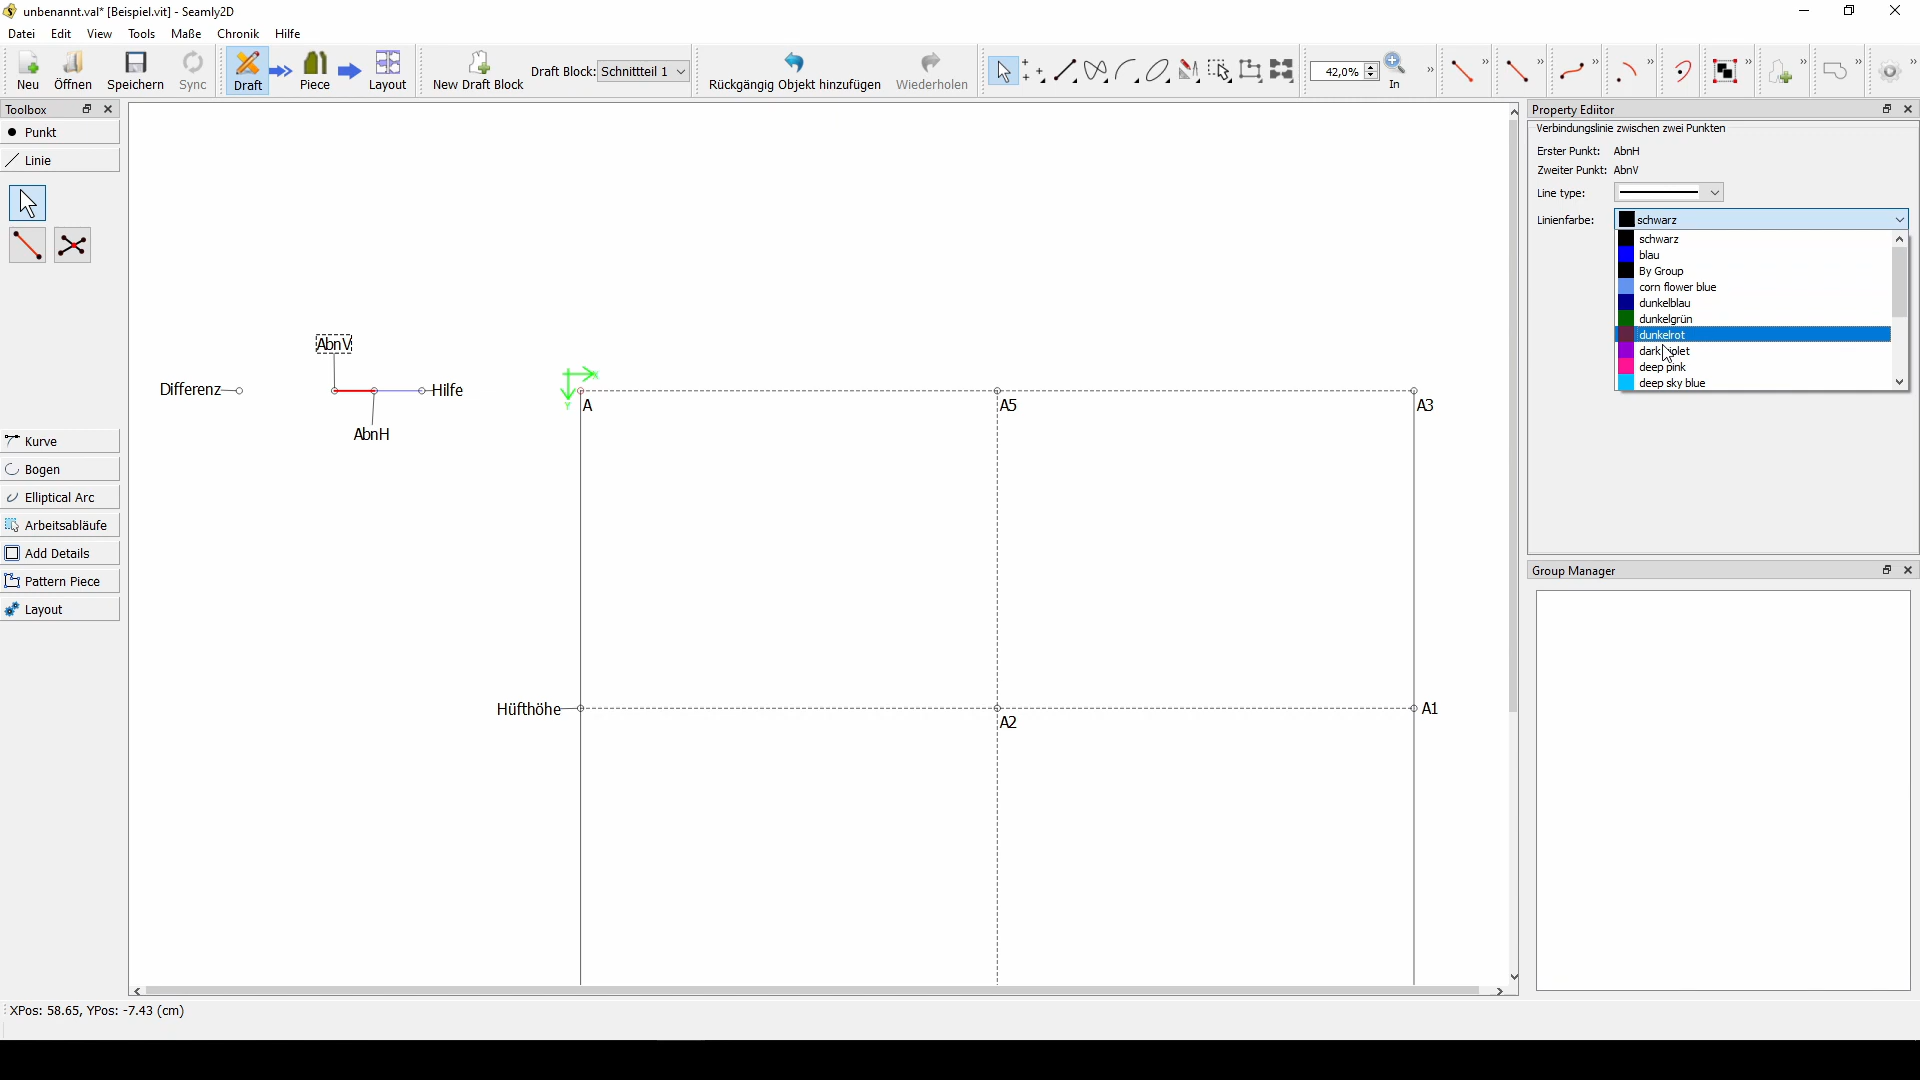 unbenannt.val* [Beispiel.vit] - Seamly2D
Datei Edit View Tools Maße Chronik Hilfe
Neu Öffnen Speichern Sync Draft Piece Layout New Draft Block Draft Block: Schnittteil 1 Rückgängig Objekt hinzufügen Wiederholen 42,0% In
Toolbox
Punkt
Linie
Kurve
Bogen
Elliptical Arc
Arbeitsabläufe
Add Details
Pattern Piece
Layout
AbnV
Differenz
Hilfe
AbnH
A
A5
A3
Hüfthöhe
A2
A1
X
Y
Property Ediitor
Verbindungslinie zwischen zwei Punkten
Erster Punkt: AbnH
Zweiter Punkt: AbnV
Line type:
Linienfarbe: schwarz
schwarz
blau
By Group
corn flower blue
dunkelblau
dunkelgrün
dunkelrot
dark violet
deep pink
deep sky blue
Group Manager
XPos: 58.65, YPos: -7.43 (cm)